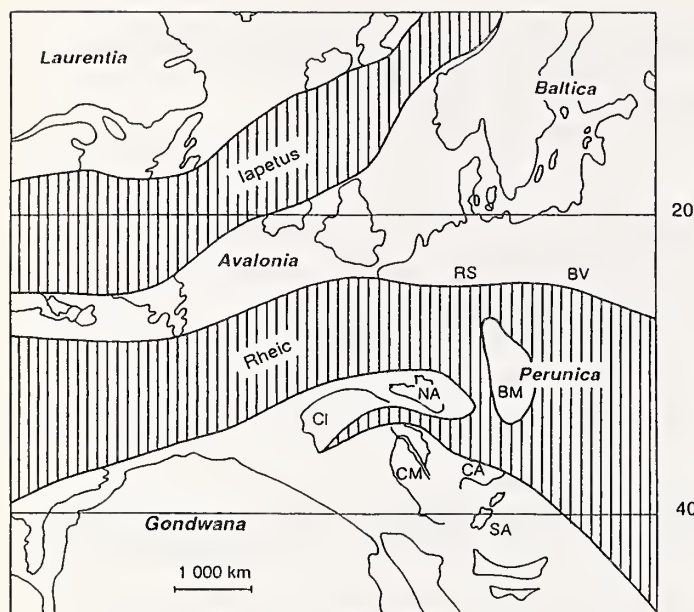 Laurentia
Baltica
Iapetus
20
Avalonia
RS
BV
Rheic
Perunica
NA
BM
CI
CM
CA
Gondwana
40
SA
1 000 km